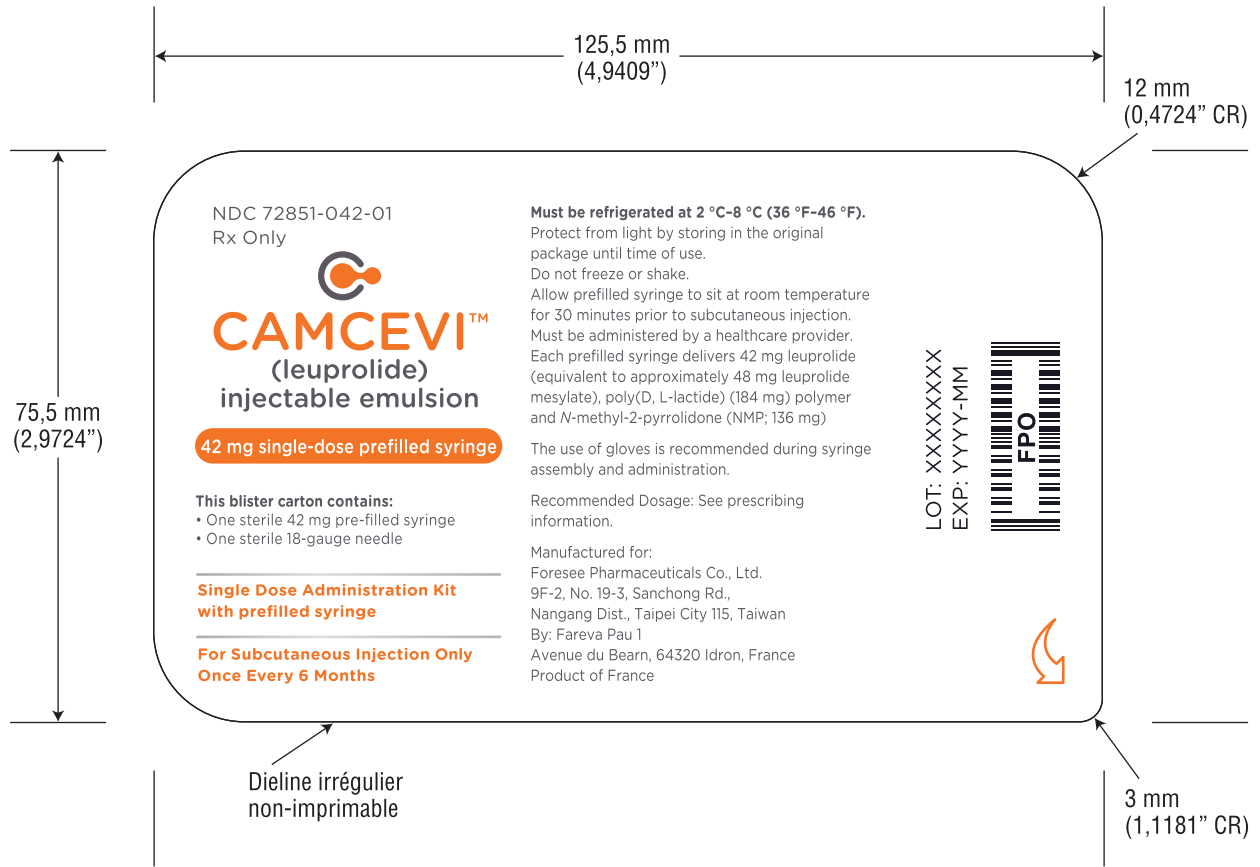 125,5 mm
(4,9409”)
12 mm
(0,4724” CR)
75,5 mm
(2,9724”)
NDC 72851-042-01
Rx Only
CAMCEVI™
(leuprolide)
injectable emulsion
42 mg single-dose prefilled syringe
This blister carton contains:
• One sterile 42 mg pre-filled syringe
• One sterile 18-gauge needle
Single Dose Administration Kit
with prefilled syringe
For Subcutaneous Injection Only
Once Every 6 Months
Must be refrigerated at 2 °C–8 °C (36 °F–46 °F).
Protect from light by storing in the original
package until time of use.
Do not freeze or shake.
Allow prefilled syringe to sit at room temperature
for 30 minutes prior to subcutaneous injection.
Must be administered by a healthcare provider.
Each prefilled syringe delivers 42 mg leuprolide
(equivalent to approximately 48 mg leuprolide
mesylate), poly(D, L-lactide) (184 mg) polymer
and N-methyl-2-pyrrolidone (NMP; 136 mg)
The use of gloves is recommended during syringe
assembly and administration.
Recommended Dosage: See prescribing
information.
Manufactured for:
Foresee Pharmaceuticals Co., Ltd.
9F-2, No. 19-3, Sanchong Rd.,
Nangang Dist., Taipei City 115, Taiwan
By: Fareva Pau 1
Avenue du Bearn, 64320 Idron, France
Product of France
LOT: XXXXXXXX
EXP: YYYY-MM
FPO
Dieline irrégulier
non-imprimable
3 mm
(1,1181” CR)